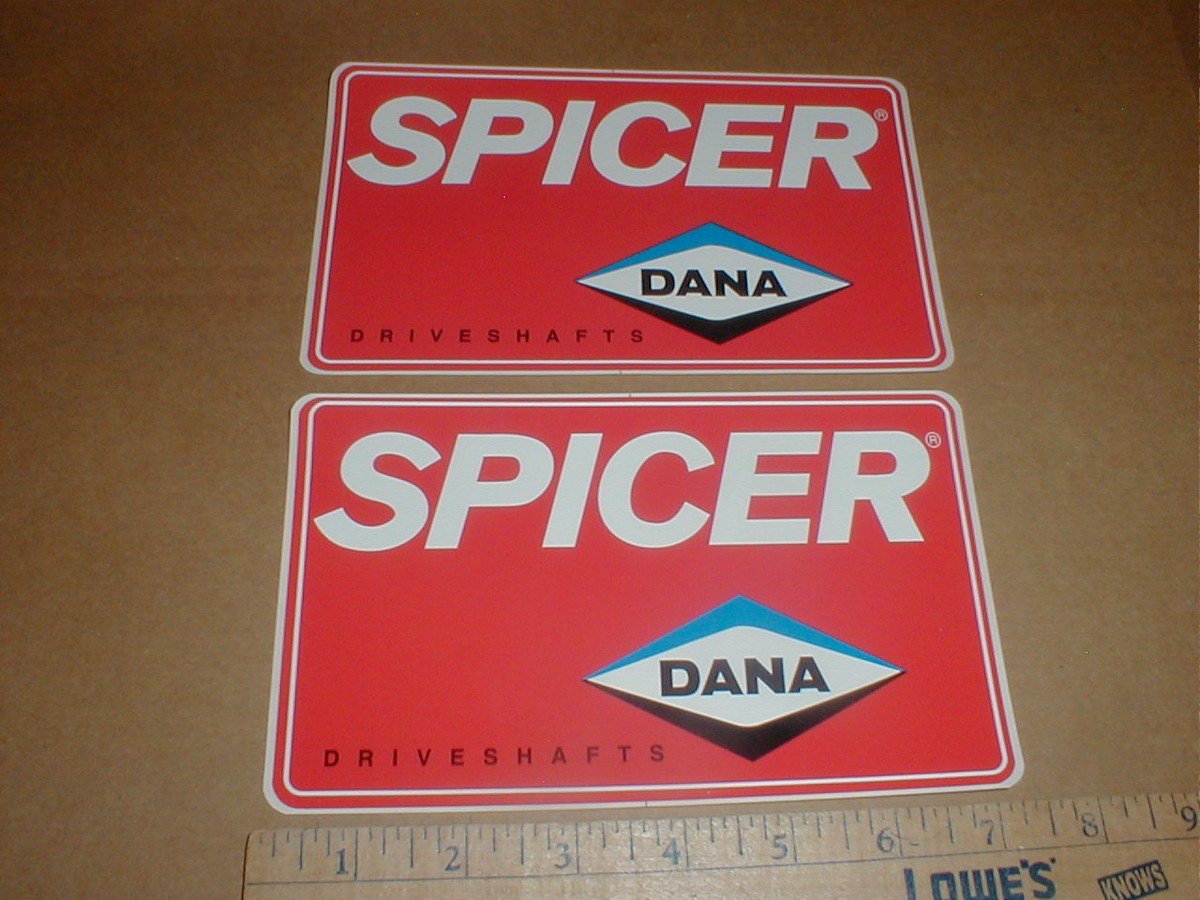 SPICER®
DANA
DRIVESHAFTS
SPICER®
DANA
DRIVESHAFTS
1 2 3 4 5 6 7 8 9
LOWE'S KNOWS